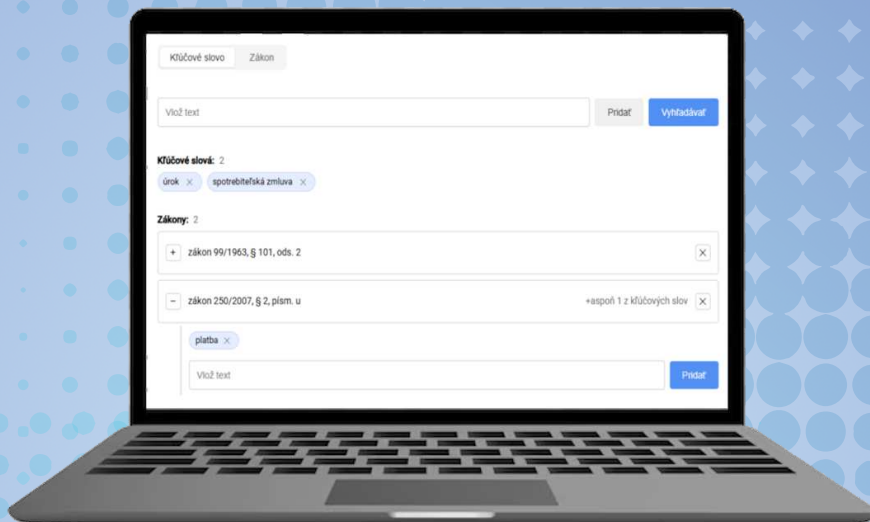 Kľúčové slovo Zákon
Vlož text Pridať Vyhľadávať
Kľúčové slová: 2
úrok × spotrebiteľská zmluva ×
Zákony: 2
+ zákon 99/1963, § 101, ods. 2 ×
− zákon 250/2007, § 2, písm. u +aspoň 1 z kľúčových slov ×
platba ×
Vlož text Pridať